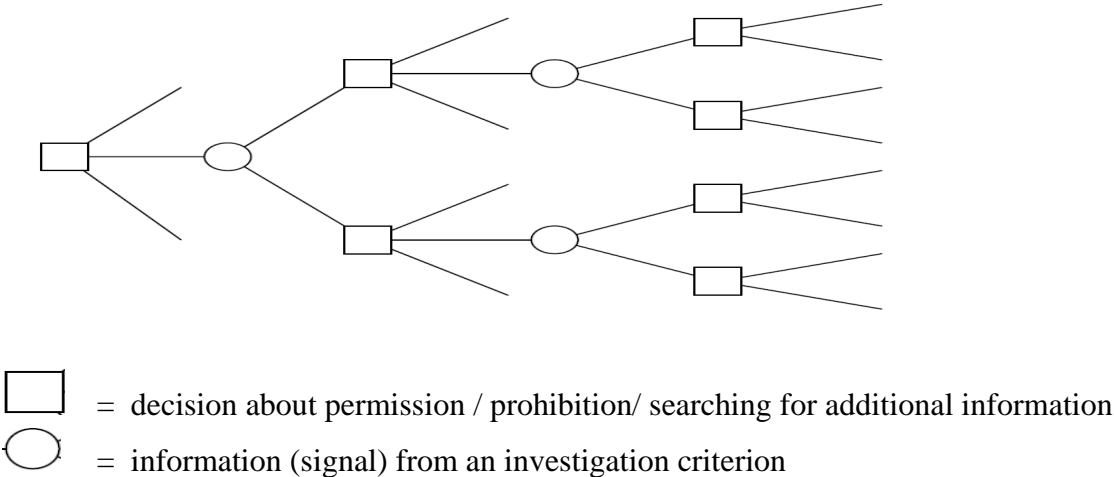 = decision about permission / prohibition/ searching for additional information
= information (signal) from an investigation criterion